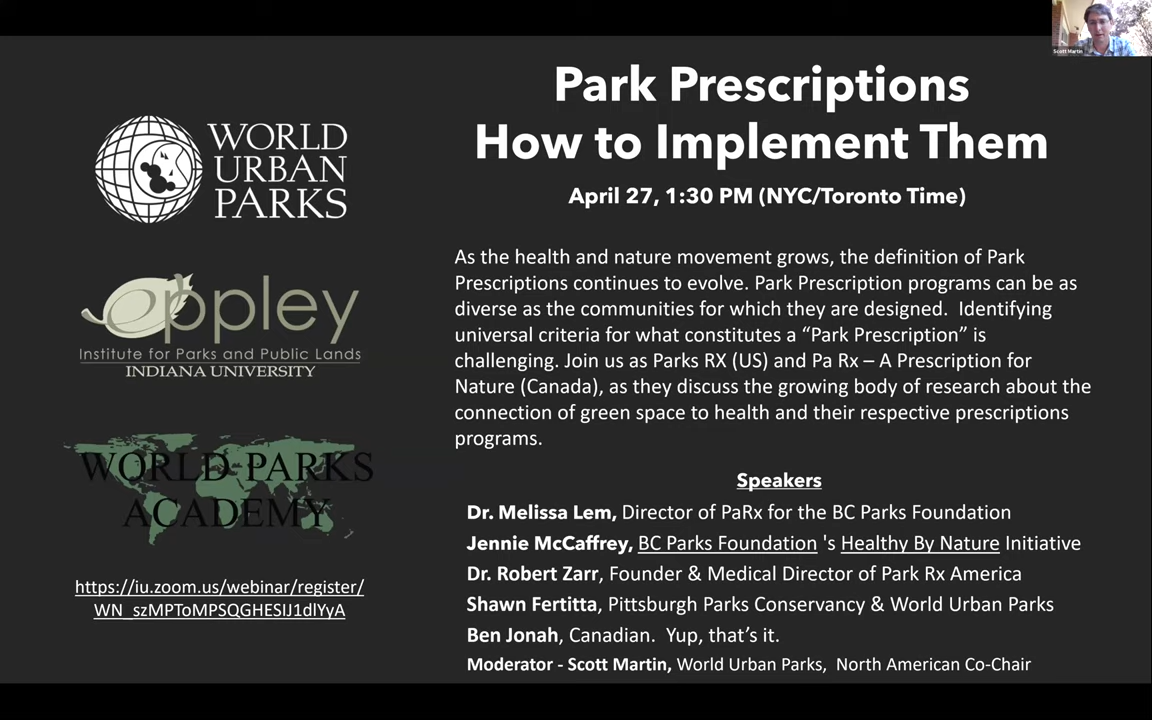 Scott Martin
Park Prescriptions
How to Implement Them
April 27, 1:30 PM (NYC/Toronto Time)
WORLD
URBAN
PARKS
eppley
Institute for Parks and Public Lands
INDIANA UNIVERSITY
WORLD PARKS
ACADEMY
https://iu.zoom.us/webinar/register/
WN_szMPToMPSQGHESIJ1dlYyA
As the health and nature movement grows, the definition of Park
Prescriptions continues to evolve. Park Prescription programs can be as
diverse as the communities for which they are designed.  Identifying
universal criteria for what constitutes a “Park Prescription” is
challenging. Join us as Parks RX (US) and Pa Rx – A Prescription for
Nature (Canada), as they discuss the growing body of research about the
connection of green space to health and their respective prescriptions
programs.
Speakers
Dr. Melissa Lem, Director of PaRx for the BC Parks Foundation
Jennie McCaffrey, BC Parks Foundation 's Healthy By Nature Initiative
Dr. Robert Zarr, Founder & Medical Director of Park Rx America
Shawn Fertitta, Pittsburgh Parks Conservancy & World Urban Parks
Ben Jonah, Canadian.  Yup, that’s it.
Moderator - Scott Martin, World Urban Parks,  North American Co-Chair